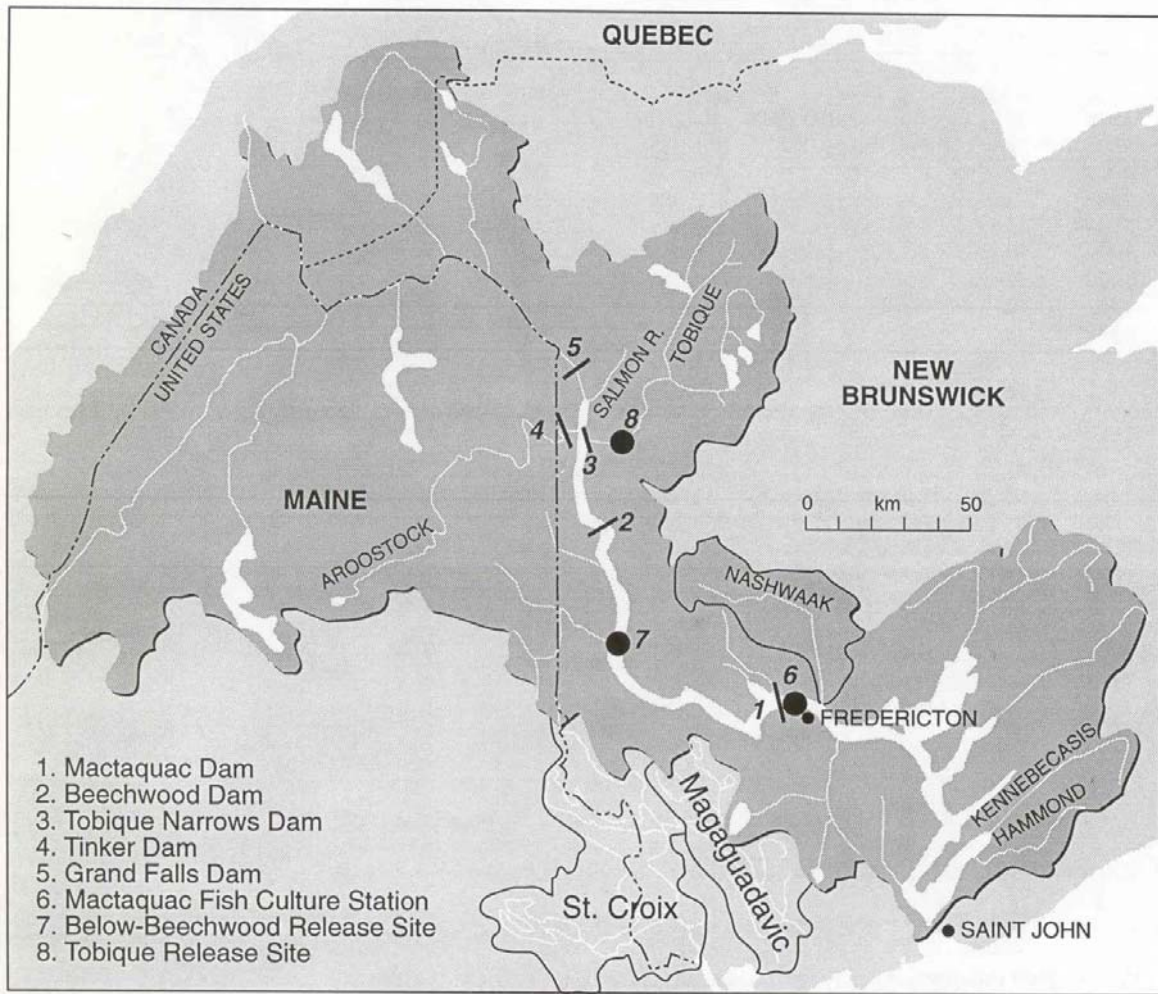 QUEBEC
CANADA
UNITED STATES
SALMON R.
TOBIQUE
NEW
BRUNSWICK
5
4
8
3
MAINE
0 km 50
2
AROOSTOCK
NASHWAAK
7
6
1
FREDERICTON
KENNEBECASIS
HAMMOND
Magaguadavic
St. Croix
SAINT JOHN
1. Mactaquac Dam
2. Beechwood Dam
3. Tobique Narrows Dam
4. Tinker Dam
5. Grand Falls Dam
6. Mactaquac Fish Culture Station
7. Below-Beechwood Release Site
8. Tobique Release Site